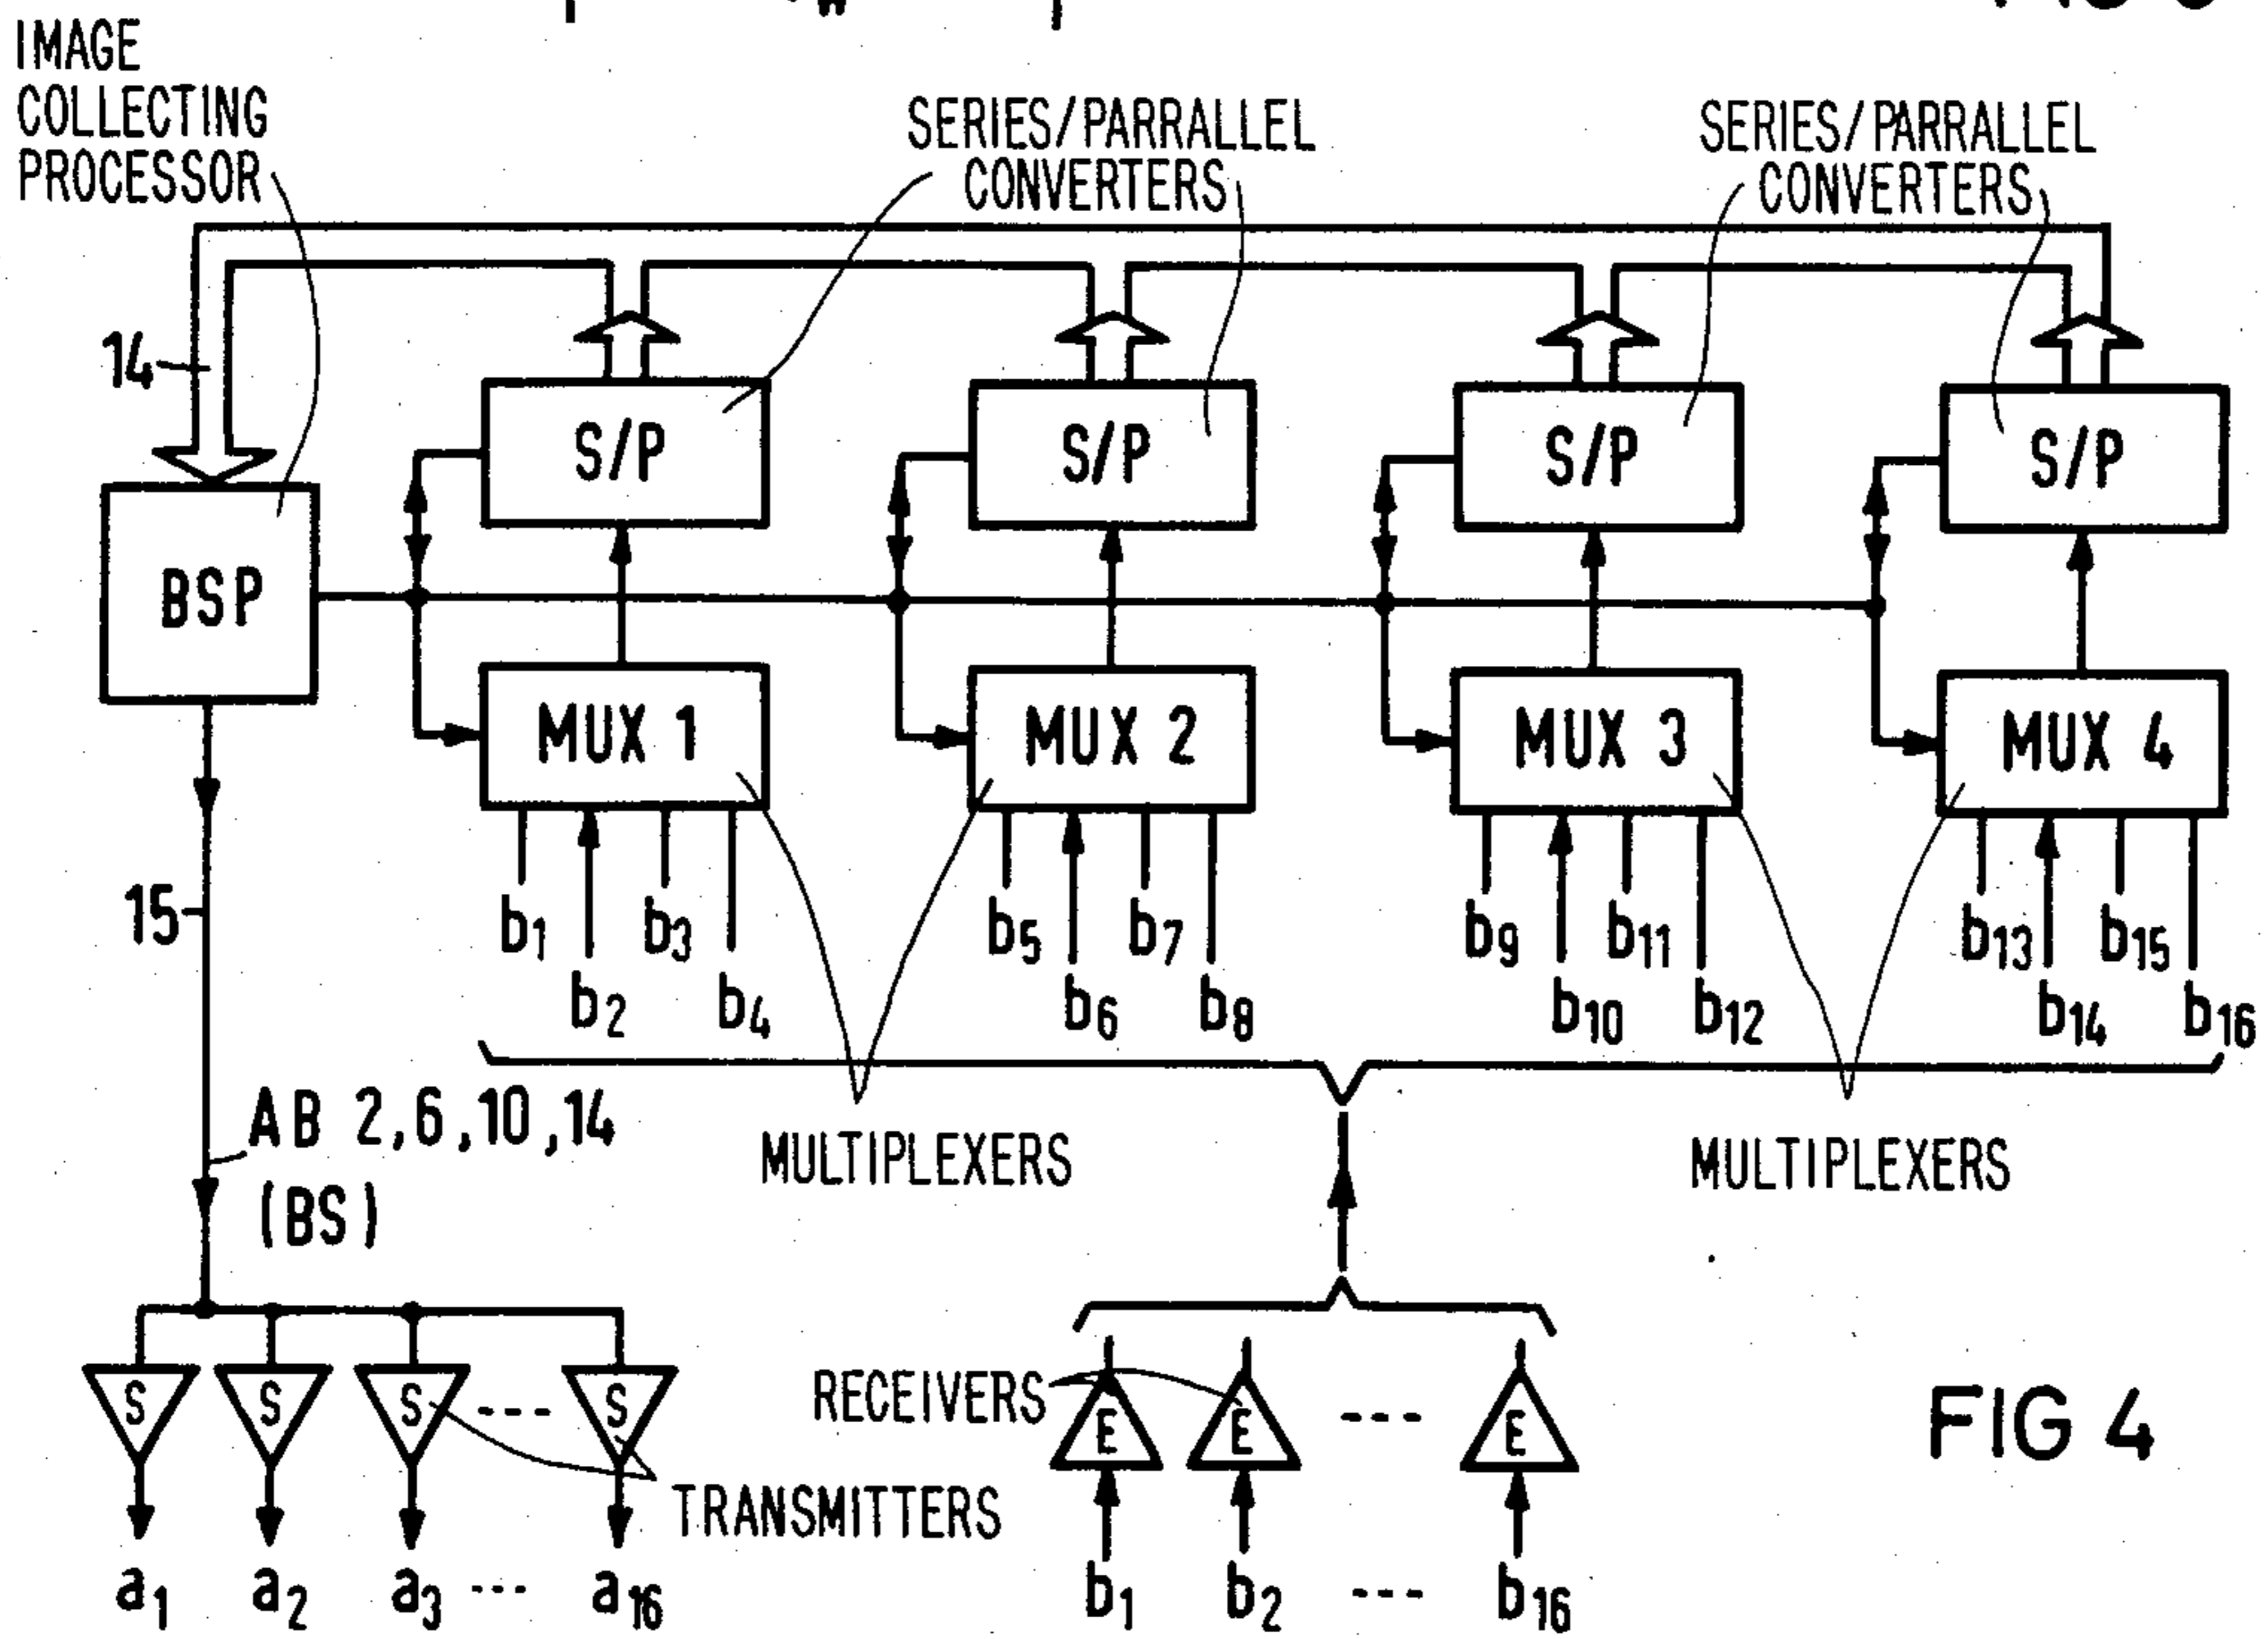 IMAGE
COLLECTING
PROCESSOR
SERIES/PARRALLEL
CONVERTERS
SERIES/PARRALLEL
CONVERTERS
14
S/P
S/P
S/P
S/P
BSP
MUX 1
MUX 2
MUX 3
MUX 4
15
b1
b3
b5
b7
b9
b11
b13
b15
b2
b4
b6
b8
b10
b12
b14
b16
AB 2,6,10,14
(BS)
MULTIPLEXERS
MULTIPLEXERS
S
S
S
---
S
RECEIVERS
E
E
---
E
FIG 4
TRANSMITTERS
a1
a2
a3
---
a16
b1
b2
---
b16